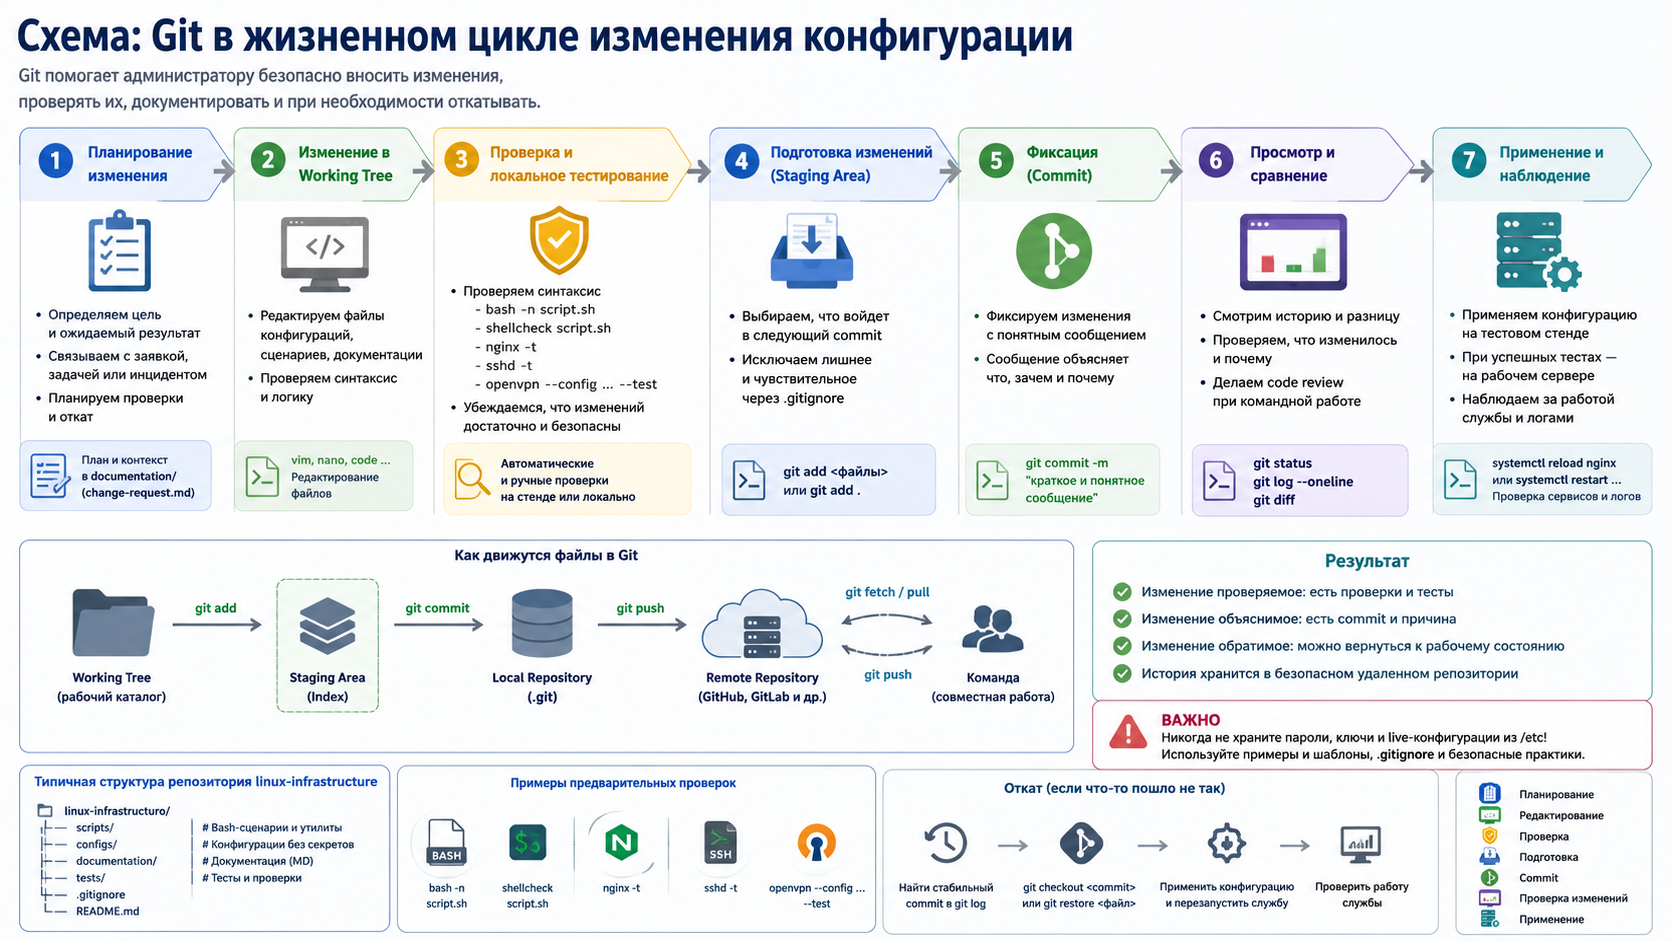 Схема: Git в жизненном цикле изменения конфигурации
Git помогает администратору безопасно вносить изменения,
проверять их, документировать и при необходимости откатывать.
1
Планирование
изменения
2
Изменение в
Working Tree
3
Проверка и
локальное тестирование
4
Подготовка изменений
(Staging Area)
5
Фиксация
(Commit)
6
Просмотр и
сравнение
7
Применение и
наблюдение
• Определяем цель
и ожидаемый результат
• Связываем с заявкой,
задачей или инцидентом
• Планируем проверки
и откат
План и контекст
в documentation/
(change-request.md)
</>
• Редактируем файлы
конфигураций,
сценариев, документации
• Проверяем синтаксис
и логику
vim, nano, code ...
Редактирование
файлов
• Проверяем синтаксис
- bash -n script.sh
- shellcheck script.sh
- nginx -t
- sshd -t
- openvpn --config ... --test
• Убеждаемся, что изменений
достаточно и безопасны
Автоматические
и ручные проверки
на стенде или локально
• Выбираем, что войдет
в следующий commit
• Исключаем лишнее
и чувствительное
через .gitignore
git add <файлы>
или git add .
• Фиксируем изменения
с понятным сообщением
• Сообщение объясняет
что, зачем и почему
git commit -m
"краткое и понятное
сообщение"
• Смотрим историю и разницу
• Проверяем, что изменилось
и почему
• Делаем code review
при командной работе
git status
git log --oneline
git diff
• Применяем конфигурацию
на тестовом стенде
• При успешных тестах —
на рабочем сервере
• Наблюдаем за работой
службы и логами
systemctl reload nginx
или systemctl restart ...
Проверка сервисов и логов
Как движутся файлы в Git
git add
git commit
git push
git fetch / pull
git push
Working Tree
(рабочий каталог)
Staging Area
(Index)
Local Repository
(.git)
Remote Repository
(GitHub, GitLab и др.)
Команда
(совместная работа)
Результат
Изменение проверяемое: есть проверки и тесты
Изменение объяснимое: есть commit и причина
Изменение обратимое: можно вернуться к рабочему состоянию
История хранится в безопасном удаленном репозитории
ВАЖНО
Никогда не храните пароли, ключи и live-конфигурации из /etc!
Используйте примеры и шаблоны, .gitignore и безопасные практики.
Типичная структура репозитория linux-infrastructure
linux-infrastructuro/
scripts/ # Bash-сценарии и утилиты
configs/ # Конфигурации без секретов
documentation/ # Документация (MD)
tests/ # Тесты и проверки
.gitignore
README.md
Примеры предварительных проверок
BASH
$
N
SSH
bash -n
script.sh
shellcheck
script.sh
nginx -t
sshd -t
openvpn --config ...
--test
Откат (если что-то пошло не так)
Найти стабильный
commit в git log
git checkout <commit>
или git restore <файл>
Применить конфигурацию
и перезапустить службу
Проверить работу
службы
Планирование
Редактирование
Проверка
Подготовка
Commit
Проверка изменений
Применение